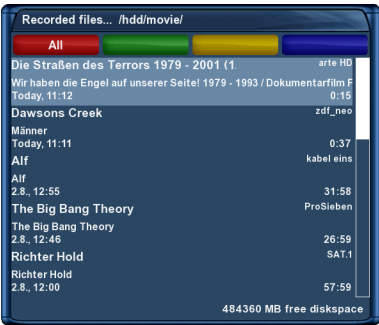 Recorded files... /hdd/movie/
All
Die Straßen des Terrors 1979 - 2001 (1. arte HD
Wir haben die Engel auf unserer Seite! 1979 - 1993 / Dokumentarfilm F
Today, 11:12 0:15
Dawsons Creek zdf_neo
Männer
Today, 11:11 0:37
Alf kabel eins
Alf
2.8., 12:55 31:58
The Big Bang Theory ProSieben
The Big Bang Theory
2.8., 12:46 26:59
Richter Hold SAT.1
Richter Hold
2.8., 12:00 57:59
484360 MB free diskspace